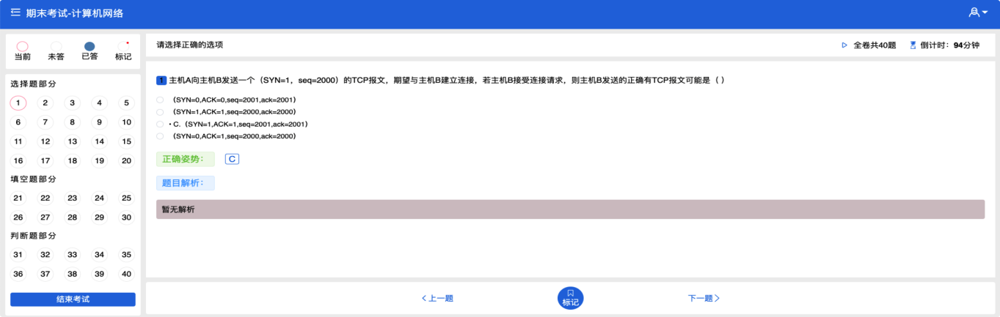 期末考试-计算机网络
当前 未答 已答 标记
选择题部分
1 2 3 4 5
6 7 8 9 10
11 12 13 14 15
16 17 18 19 20
填空题部分
21 22 23 24 25
26 27 28 29 30
判断题部分
31 32 33 34 35
36 37 38 39 40
结束考试
请选择正确的选项
全卷共40题 倒计时：94分钟
1 主机A向主机B发送一个（SYN=1，seq=2000）的TCP报文，期望与主机B建立连接，若主机B接受连接请求，则主机B发送的正确有TCP报文可能是（ ）
（SYN=0,ACK=0,seq=2001,ack=2001）
（SYN=1,ACK=1,seq=2000,ack=2000）
• C.（SYN=1,ACK=1,seq=2001,ack=2001）
（SYN=0,ACK=1,seq=2000,ack=2000）
正确姿势： C
题目解析：
暂无解析
上一题 标记 下一题